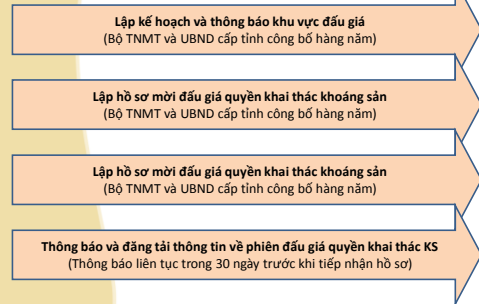 Lập kế hoạch và thông báo khu vực đấu giá
(Bộ TNMT và UBND cấp tỉnh công bố hàng năm)
Lập hồ sơ mời đấu giá quyền khai thác khoáng sản
(Bộ TNMT và UBND cấp tỉnh công bố hàng năm)
Lập hồ sơ mời đấu giá quyền khai thác khoáng sản
(Bộ TNMT và UBND cấp tỉnh công bố hàng năm)
Thông báo và đăng tải thông tin về phiên đấu giá quyền khai thác KS
(Thông báo liên tục trong 30 ngày trước khi tiếp nhận hồ sơ)